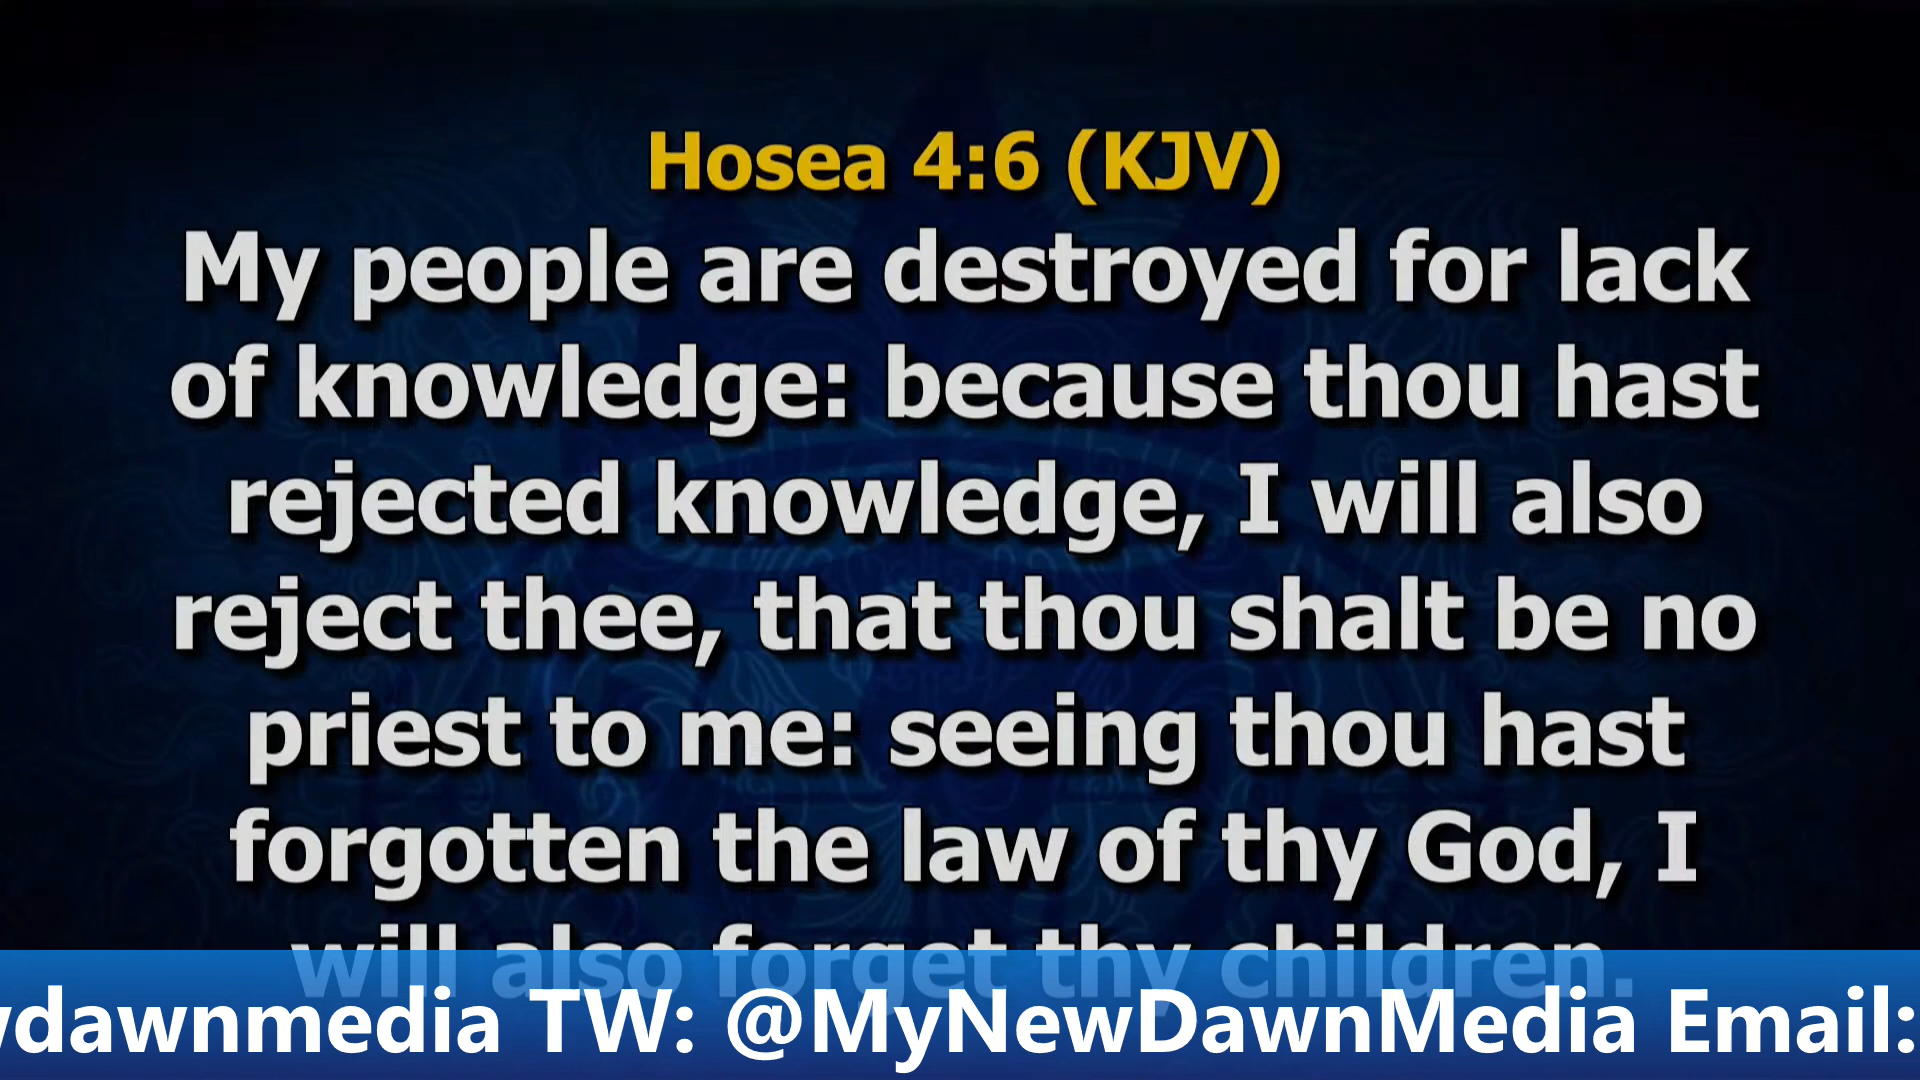 Hosea 4:6 (KJV)
My people are destroyed for lack
of knowledge: because thou hast
rejected knowledge, I will also
reject thee, that thou shalt be no
priest to me: seeing thou hast
forgotten the law of thy God, I
will also forget thy children.
wdawnmedia TW: @MyNewDawnMedia Email: